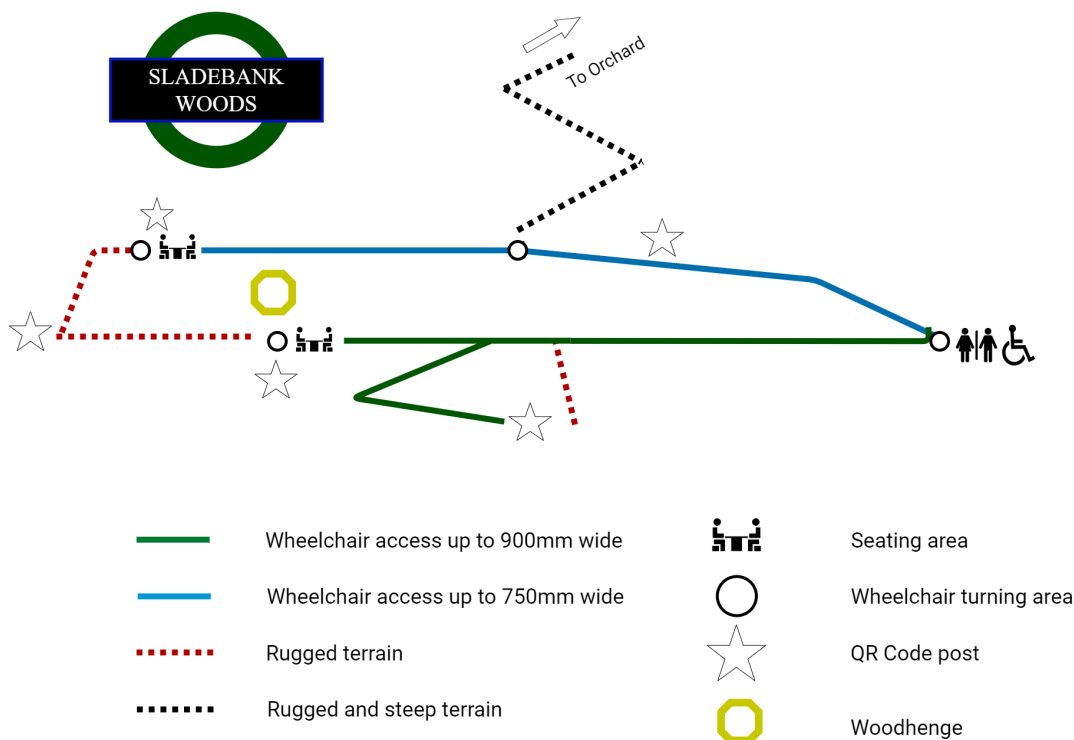 SLADEBANK
WOODS
To Orchard
Wheelchair access up to 900mm wide
Wheelchair access up to 750mm wide
Rugged terrain
Rugged and steep terrain
Seating area
Wheelchair turning area
QR Code post
Woodhenge